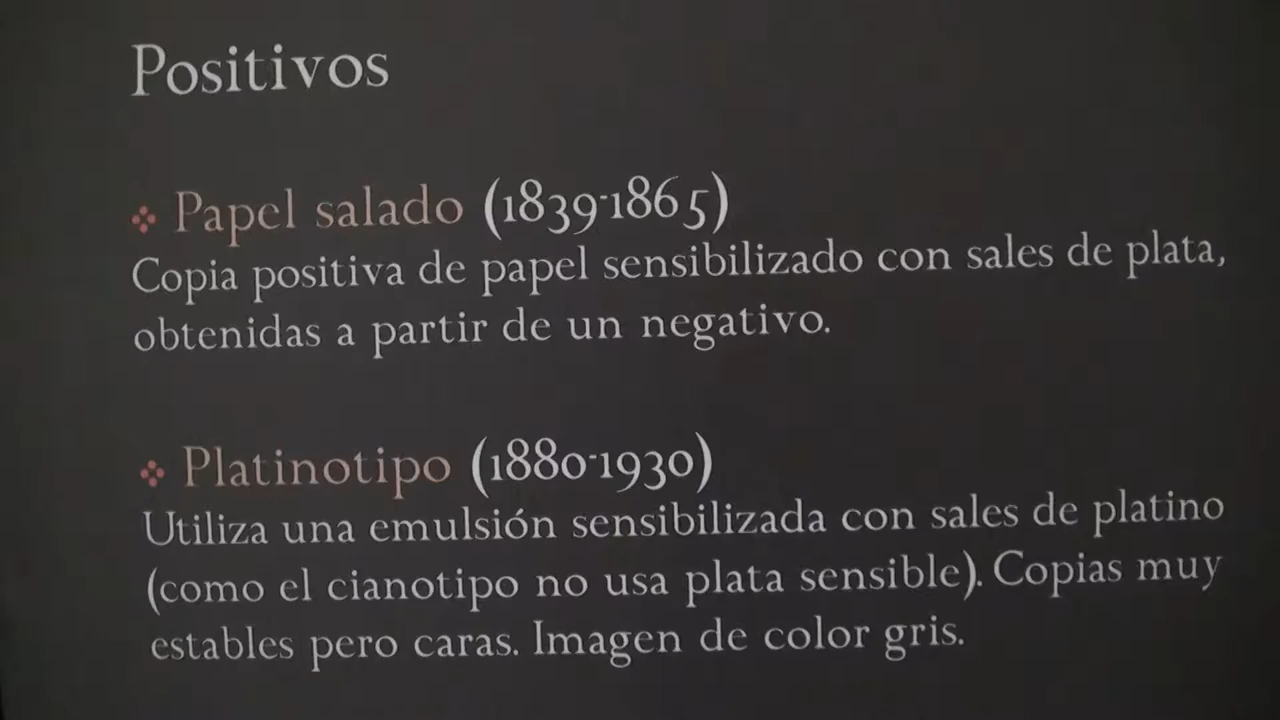 Positivos
Papel salado (1839-1865)
Copia positiva de papel sensibilizado con sales de plata,
obtenidas a partir de un negativo.
Platinotipo (1880-1930)
Utiliza una emulsión sensibilizada con sales de platino
(como el cianotipo no usa plata sensible). Copias muy
estables pero caras. Imagen de color gris.